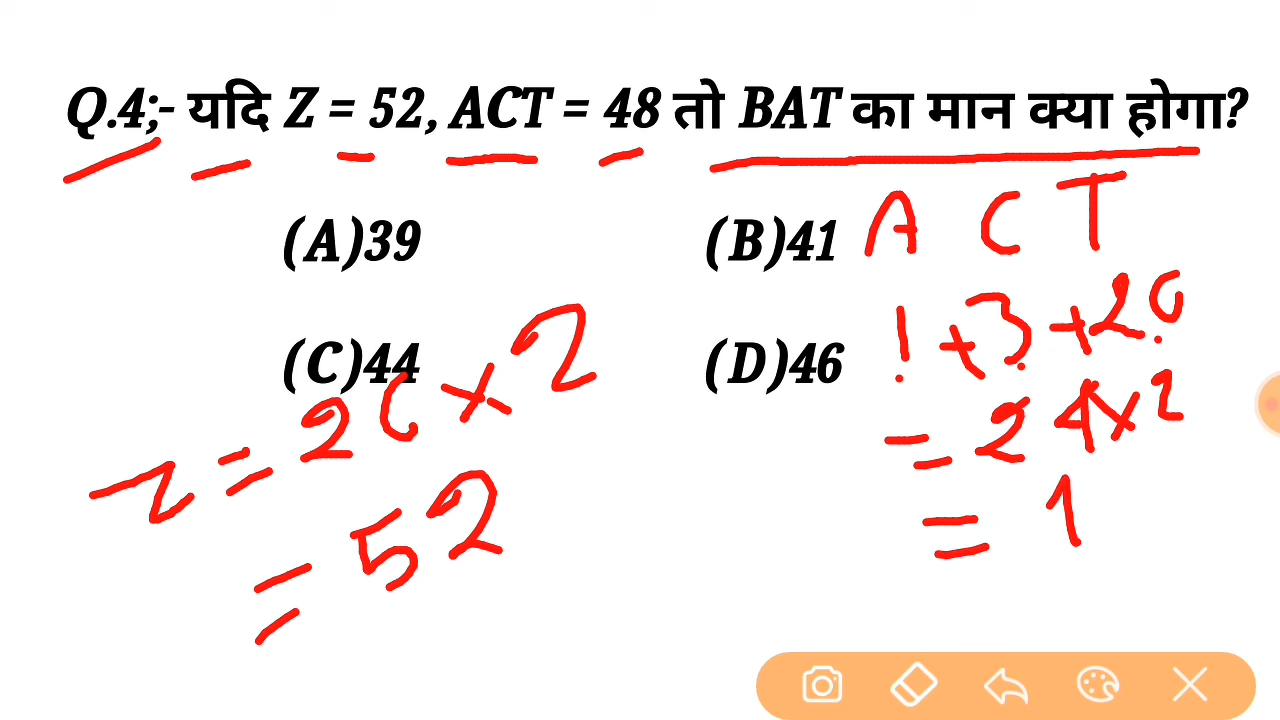 Q.4;- यदि Z = 52, ACT = 48 तो BAT का मान क्या होगा?
(A)39 (B)41
(C)44 (D)46
A C T
1 + 3 + 20
= 24 x 2
= 1
z = 26 x 2
= 52